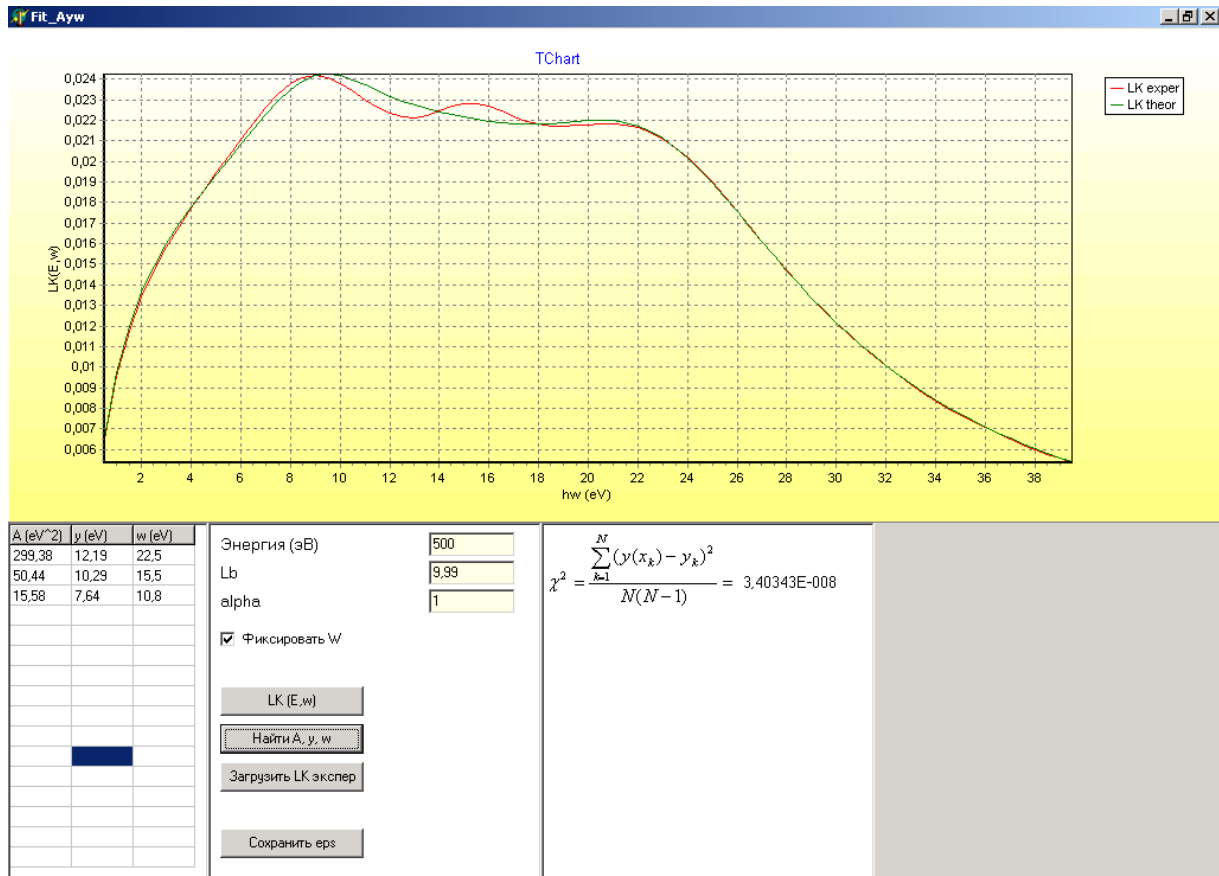 Fit_Ayw
TChart
LK exper
LK theor
LK(E,w)
0,024
0,023
0,022
0,021
0,02
0,019
0,018
0,017
0,016
0,015
0,014
0,013
0,012
0,011
0,01
0,009
0,008
0,007
0,006
2 4 6 8 10 12 14 16 18 20 22 24 26 28 30 32 34 36 38
hw (eV)
A (eV^2) y (eV) w (eV)
299,38 12,19 22,5
50,44 10,29 15,5
15,58 7,64 10,8
Энергия (эВ) 500
Lb 9,99
alpha 1
Фиксировать W
LK (E,w)
Найти A, y, w
Загрузить LK экспер
Сохранить eps
χ² = ∑_{k=1}^{N} (y(x_k) − y_k)² / N(N−1) = 3,40343E-008